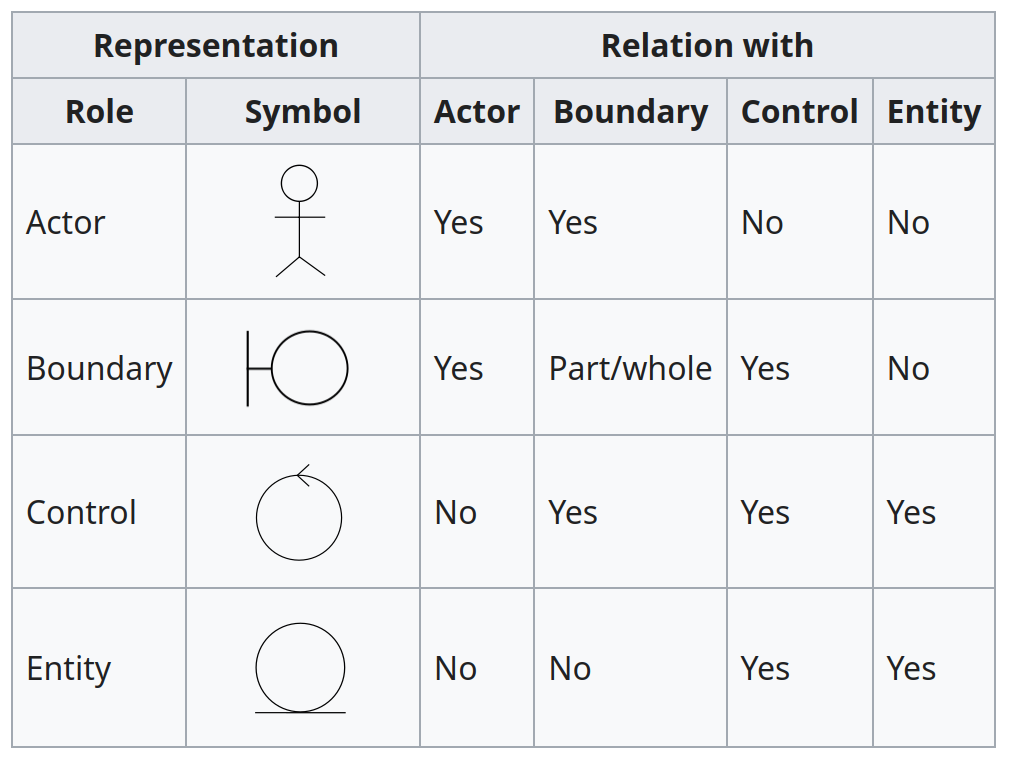 Representation Relation with
Role Symbol Actor Boundary Control Entity
Actor Yes Yes No No
Boundary Yes Part/whole Yes No
Control No Yes Yes Yes
Entity No No Yes Yes